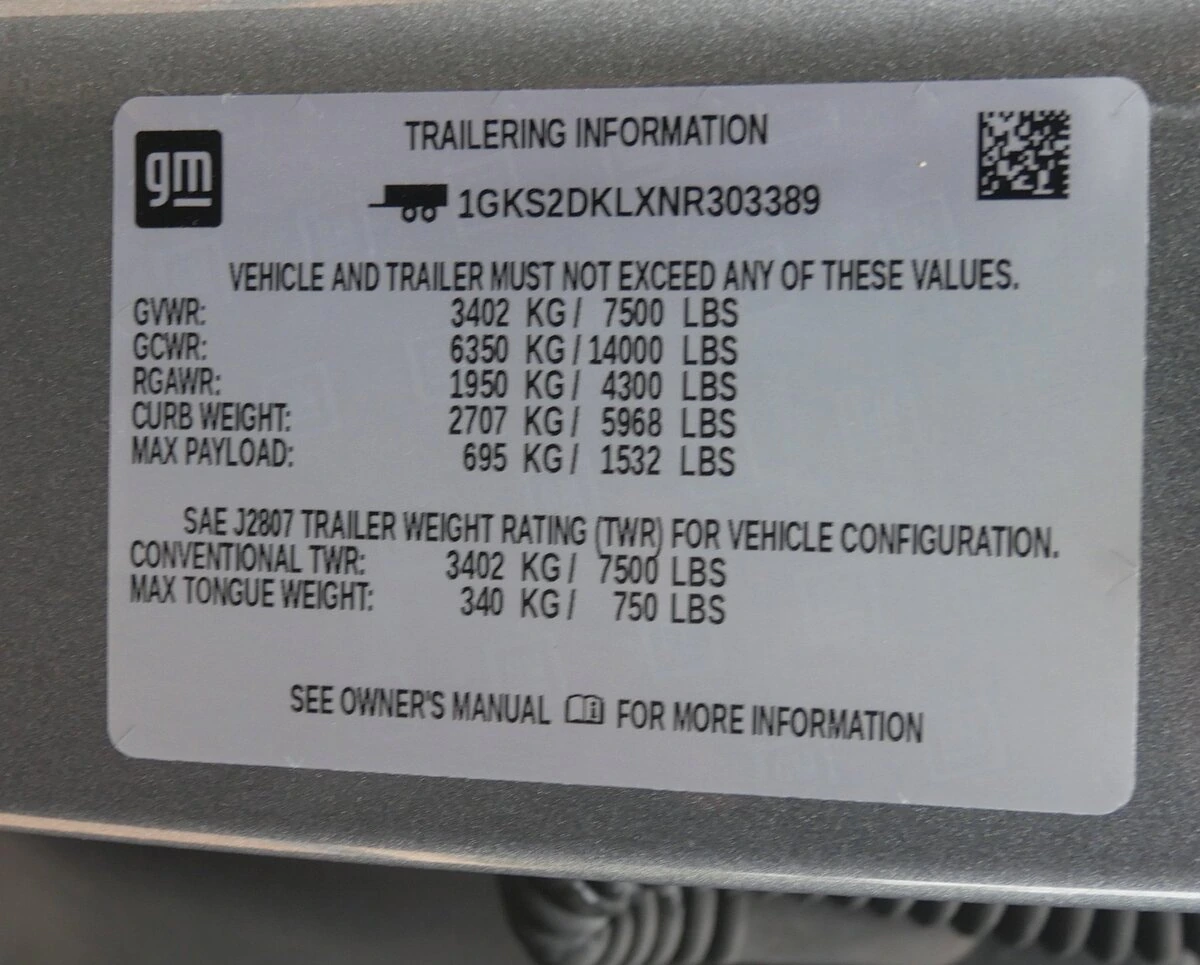 gm
TRAILERING INFORMATION
1GKS2DKLXNR303389
VEHICLE AND TRAILER MUST NOT EXCEED ANY OF THESE VALUES.
GVWR: 3402 KG / 7500 LBS
GCWR: 6350 KG / 14000 LBS
RGAWR: 1950 KG / 4300 LBS
CURB WEIGHT: 2707 KG / 5968 LBS
MAX PAYLOAD: 695 KG / 1532 LBS
SAE J2807 TRAILER WEIGHT RATING (TWR) FOR VEHICLE CONFIGURATION.
CONVENTIONAL TWR: 3402 KG / 7500 LBS
MAX TONGUE WEIGHT: 340 KG / 750 LBS
SEE OWNER'S MANUAL i FOR MORE INFORMATION